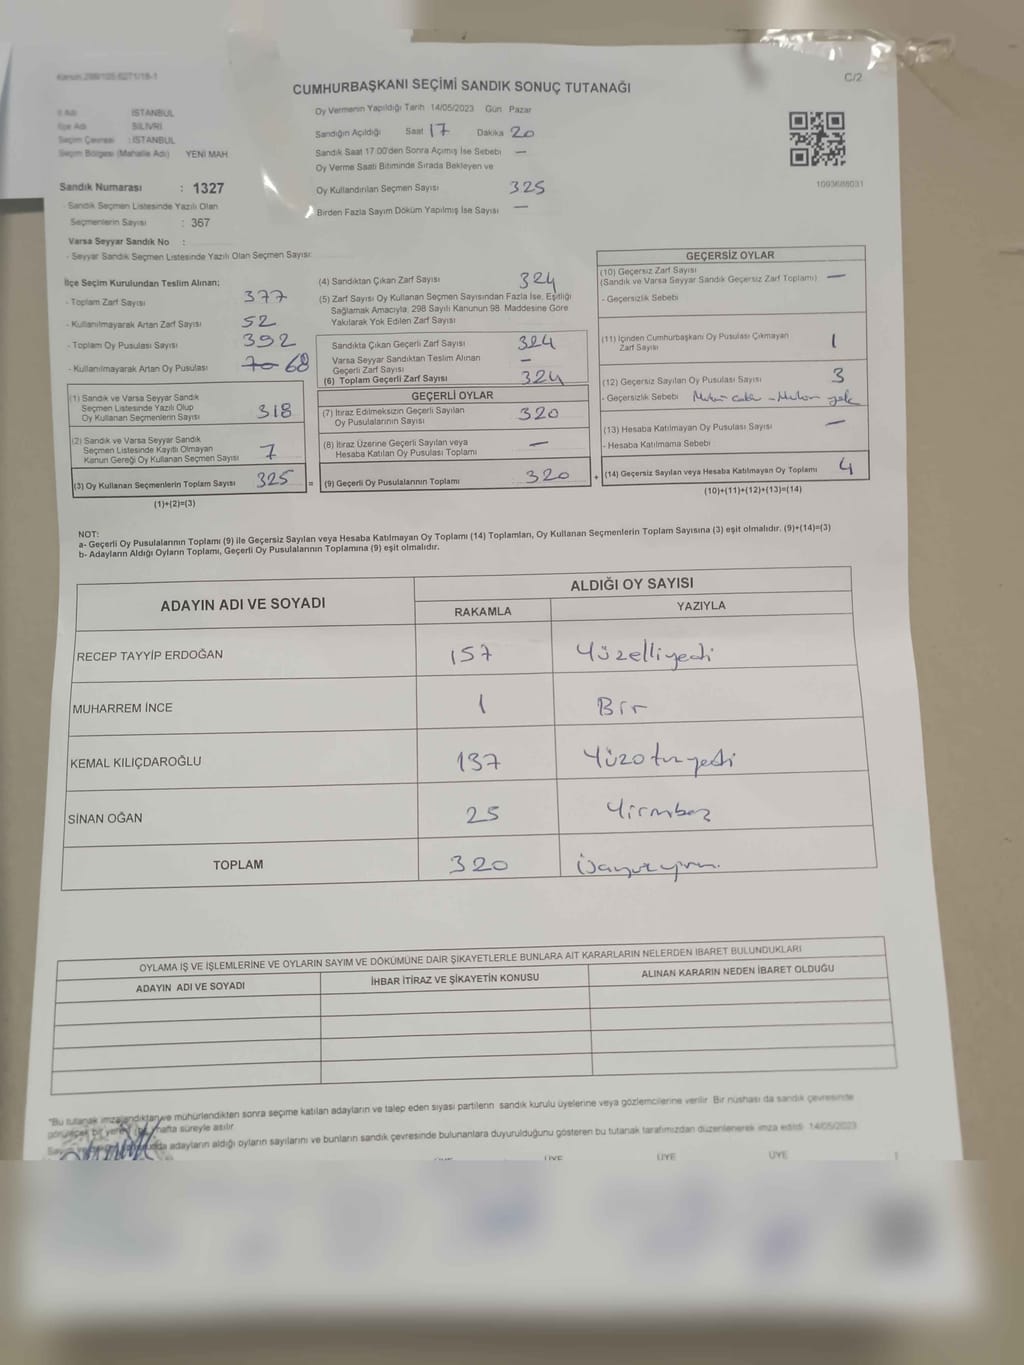 Kanun 298/105
C/2
CUMHURBAŞKANI SEÇİMİ SANDIK SONUÇ TUTANAĞI
İl Adı : İSTANBUL
İlçe Adı : SİLİVRİ
Seçim Çevresi : İSTANBUL
Seçim Bölgesi (Mahalle Adı) YENİ MAH.
Sandık Numarası : 1327
- Sandık Seçmen Listesinde Yazılı Olan
Seçmenlerin Sayısı : 367
Varsa Seyyar Sandık No :
- Seyyar Sandık Seçmen Listesinde Yazılı Olan Seçmen Sayısı:
Oy Vermenin Yapıldığı Tarih 14/05/2023 Gün Pazar
Sandığın Açıldığı Saat 17 Dakika 20
Sandık Saat 17.00'den Sonra Açımış İse Sebebi —
Oy Verme Saati Bitiminde Sırada Bekleyen ve
Oy Kullandırılan Seçmen Sayısı 325
Birden Fazla Sayım Döküm Yapılmış İse Sayısı —
1093688031
İlçe Seçim Kurulundan Teslim Alınan;
- Toplam Zarf Sayısı 377
- Kullanılmayarak Artan Zarf Sayısı 52
- Toplam Oy Pusulası Sayısı 392
- Kullanılmayarak Artan Oy Pusulası 70 68
(1) Sandık ve Varsa Seyyar Sandık
Seçmen Listesinde Yazılı Olup
Oy Kullanan Seçmenlerin Sayısı 318
(2) Sandık ve Varsa Seyyar Sandık
Seçmen Listesinde Kayıtlı Olmayan
Kanun Gereği Oy Kullanan Seçmen Sayısı 7
(3) Oy Kullanan Seçmenlerin Toplam Sayısı 325 =
(1)+(2)=(3)
(4) Sandıktan Çıkan Zarf Sayısı 324
(5) Zarf Sayısı Oy Kullanan Seçmen Sayısından Fazla İse, Eşitliği
Sağlamak Amacıyla, 298 Sayılı Kanunun 98. Maddesine Göre
Yakılarak Yok Edilen Zarf Sayısı
Sandıkta Çıkan Geçerli Zarf Sayısı 324
Varsa Seyyar Sandıktan Teslim Alınan
Geçerli Zarf Sayısı —
(6) Toplam Geçerli Zarf Sayısı 324
GEÇERLİ OYLAR
(7) İtiraz Edilmeksizin Geçerli Sayılan
Oy Pusulalarının Sayısı 320
(8) İtiraz Üzerine Geçerli Sayılan veya
Hesaba Katılan Oy Pusulası Toplamı —
(9) Geçerli Oy Pusulalarının Toplamı 320 +
GEÇERSİZ OYLAR
(10) Geçersiz Zarf Sayısı
(Sandık ve Varsa Seyyar Sandık Geçersiz Zarf Toplamı) —
- Geçersizlik Sebebi
(11) İçinden Cumhurbaşkanı Oy Pusulası Çıkmayan
Zarf Sayısı 1
(12) Geçersiz Sayılan Oy Pusulası Sayısı 3
- Geçersizlik Sebebi
(13) Hesaba Katılmayan Oy Pusulası Sayısı —
- Hesaba Katılmama Sebebi
(14) Geçersiz Sayılan veya Hesaba Katılmayan Oy Toplamı 4
(10)+(11)+(12)+(13)=(14)
NOT:
a- Geçerli Oy Pusulalarının Toplamı (9) ile Geçersiz Sayılan veya Hesaba Katılmayan Oy Toplamı (14) Toplamları, Oy Kullanan Seçmenlerin Toplam Sayısına (3) eşit olmalıdır. (9)+(14)=(3)
b- Adayların Aldığı Oyların Toplamı, Geçerli Oy Pusulalarının Toplamına (9) eşit olmalıdır.
ADAYIN ADI VE SOYADI ALDIĞI OY SAYISI
RAKAMLA YAZIYLA
RECEP TAYYİP ERDOĞAN 157 Yüzelliyedi
MUHARREM İNCE 1 Bir
KEMAL KILIÇDAROĞLU 137 Yüzotuzyedi
SİNAN OĞAN 25 Yirmibeş
TOPLAM 320 Üçyüzyirmi
OYLAMA İŞ VE İŞLEMLERİNE VE OYLARIN SAYIM VE DÖKÜMÜNE DAİR ŞİKAYETLERLE BUNLARA AİT KARARLARIN NELERDEN İBARET BULUNDUKLARI
ADAYIN ADI VE SOYADI İHBAR İTİRAZ VE ŞİKAYETİN KONUSU ALINAN KARARIN NEDEN İBARET OLDUĞU
"Bu tutanak imzalandıktan ve mühürlendikten sonra seçime katılan adayların ve talep eden siyasi partilerin sandık kurulu üyelerine veya gözlemcilerine verilir. Bir nüshası da sandık çevresinde
görülecek bir yere hafta süreyle asılır.
adayların aldığı oyların sayılarını ve bunların sandık çevresinde bulunanlara duyurulduğunu gösteren bu tutanak tarafımızdan düzenlenerek imza edildi. 14/05/2023
ÜYE ÜYE ÜYE